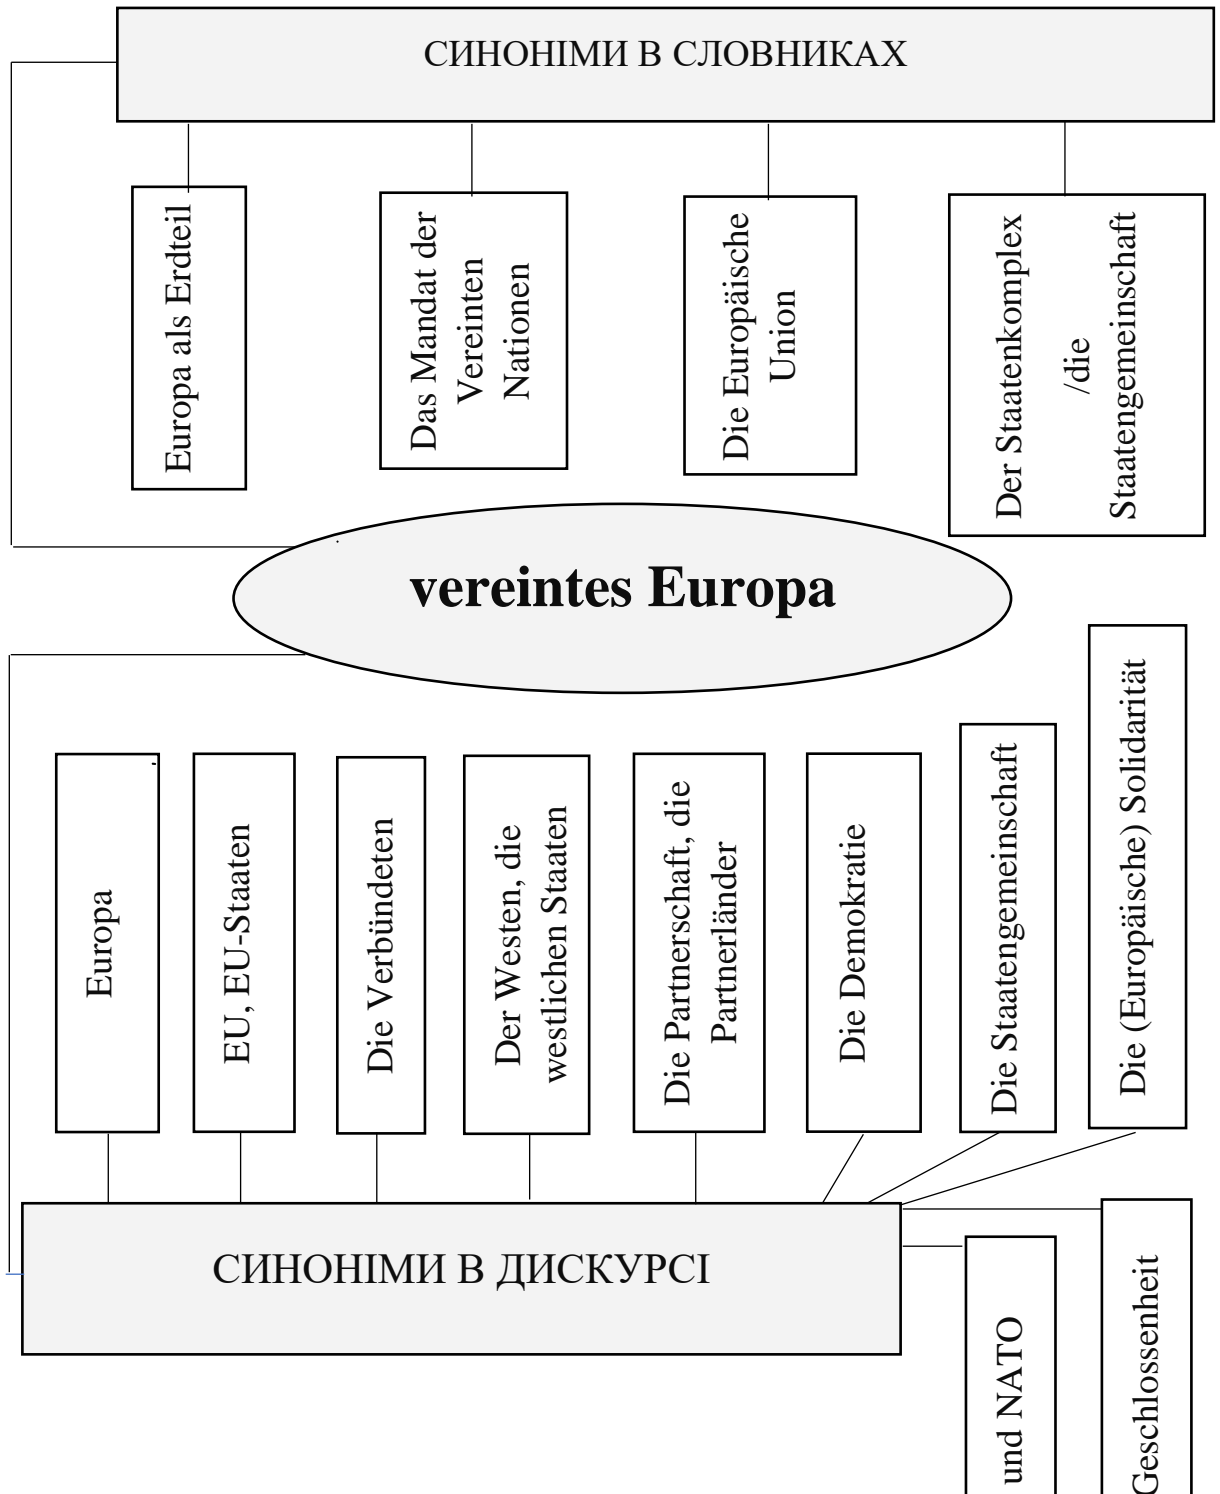 СИНОНІМИ В СЛОВНИКАХ
Europa als Erdteil
Das Mandat der
Vereinten
Nationen
Die Europäische
Union
Der Staatenkomplex
/die
Staatengemeinschaft
vereintes Europa
Europa
EU, EU-Staaten
Die Verbündeten
Der Westen, die
westlichen Staaten
Die Partnerschaft, die
Partnerländer
Die Demokratie
Die Staatengemeinschaft
Die (Europäische) Solidarität
СИНОНІМИ В ДИСКУРСІ
und NATO
Geschlossenheit